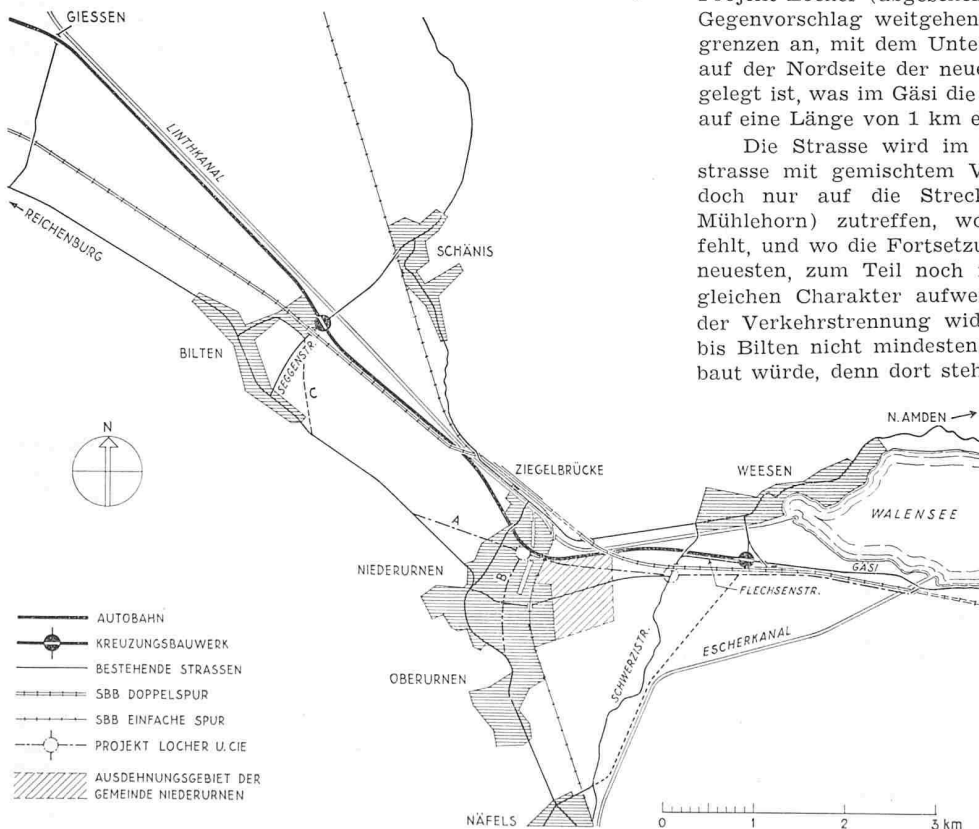 Gegenvorschlag weitgehen
grenzen an, mit dem Unte
auf der Nordseite der neue
gelegt ist, was im Gäsi die
auf eine Länge von 1 km e
Die Strasse wird im
strasse mit gemischtem V
doch nur auf die Strec
Mühlehorn) zutreffen, wo
fehlt, und wo die Fortsetzu
neuesten, zum Teil noch
gleichen Charakter aufwe
der Verkehrstrennung wid
bis Bilten nicht mindesten
baut würde, denn dort steh
GIESSEN
LINTHKANAL
← REICHENBURG
SCHÄNIS
BILTEN
SEGGENSTR.
C
N
N. AMDEN →
ZIEGELBRÜCKE
WEESEN
WALENSEE
A
NIEDERURNEN
B
GÄSI
FLECHSENSTR.
ESCHERKANAL
SCHWERZISTR.
OBERURNEN
NÄFELS
AUTOBAHN
KREUZUNGSBAUWERK
BESTEHENDE STRASSEN
SBB DOPPELSPUR
SBB EINFACHE SPUR
PROJEKT LOCHER U. CIE
AUSDEHNUNGSGEBIET DER
GEMEINDE NIEDERURNEN
0 1 2 3 km